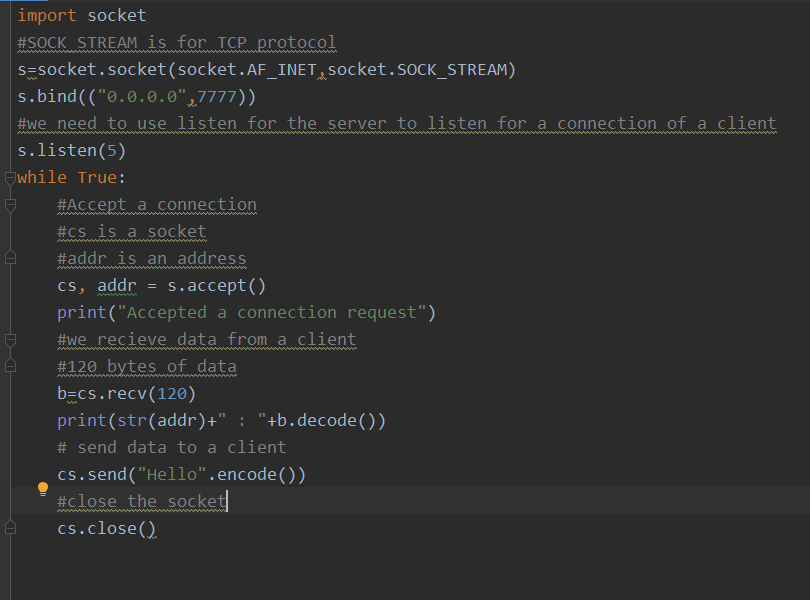 import socket
#SOCK_STREAM is for TCP protocol
s=socket.socket(socket.AF_INET,socket.SOCK_STREAM)
s.bind(("0.0.0.0",7777))
#we need to use listen for the server to listen for a connection of a client
s.listen(5)
while True:
    #Accept a connection
    #cs is a socket
    #addr is an address
    cs, addr = s.accept()
    print("Accepted a connection request")
    #we recieve data from a client
    #120 bytes of data
    b=cs.recv(120)
    print(str(addr)+" : "+b.decode())
    # send data to a client
    cs.send("Hello".encode())
    #close the socket
    cs.close()